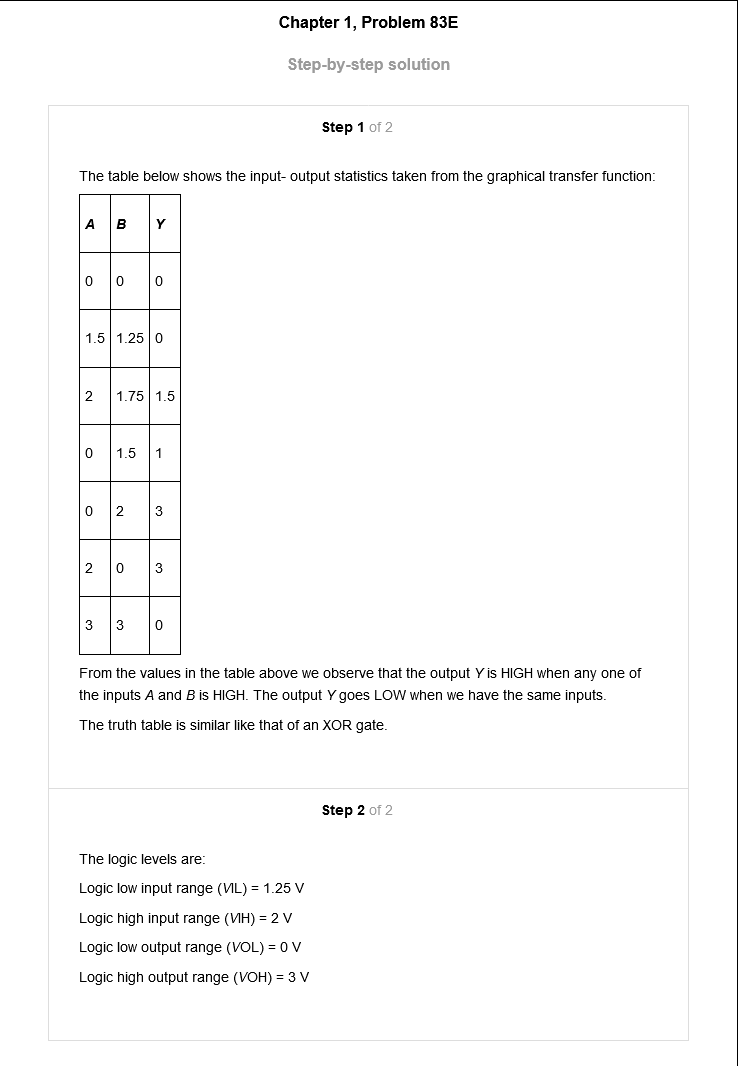 Chapter 1, Problem 83E
Step-by-step solution
Step 1 of 2
The table below shows the input- output statistics taken from the graphical transfer function:
A B Y
0 0 0
1.5 1.25 0
2 1.75 1.5
0 1.5 1
0 2 3
2 0 3
3 3 0
From the values in the table above we observe that the output Y is HIGH when any one of
the inputs A and B is HIGH. The output Y goes LOW when we have the same inputs.
The truth table is similar like that of an XOR gate.
Step 2 of 2
The logic levels are:
Logic low input range (VIL) = 1.25 V
Logic high input range (VIH) = 2 V
Logic low output range (VOL) = 0 V
Logic high output range (VOH) = 3 V